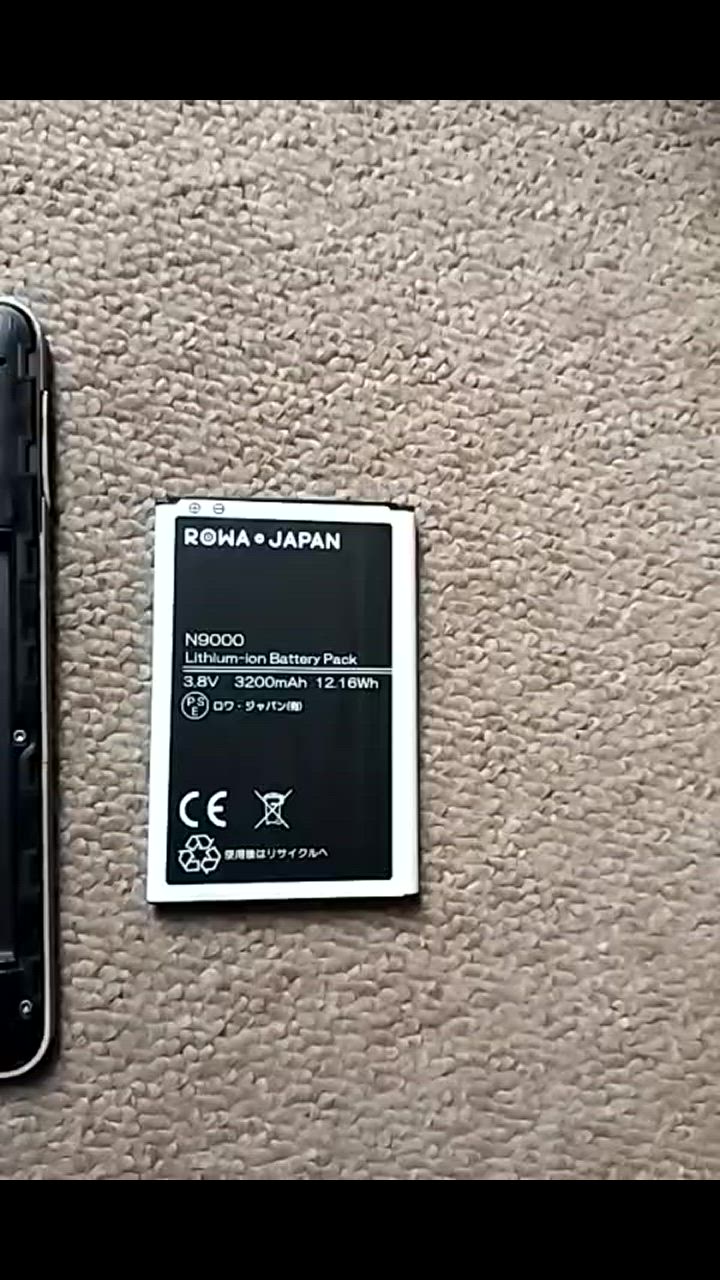 ⊕ ⊖
ROWA JAPAN
N9000
Lithium-ion Battery Pack
3.8V 3200mAh 12.16Wh
PSE ロワ・ジャパン(有)
CE
使用後はリサイクルへ